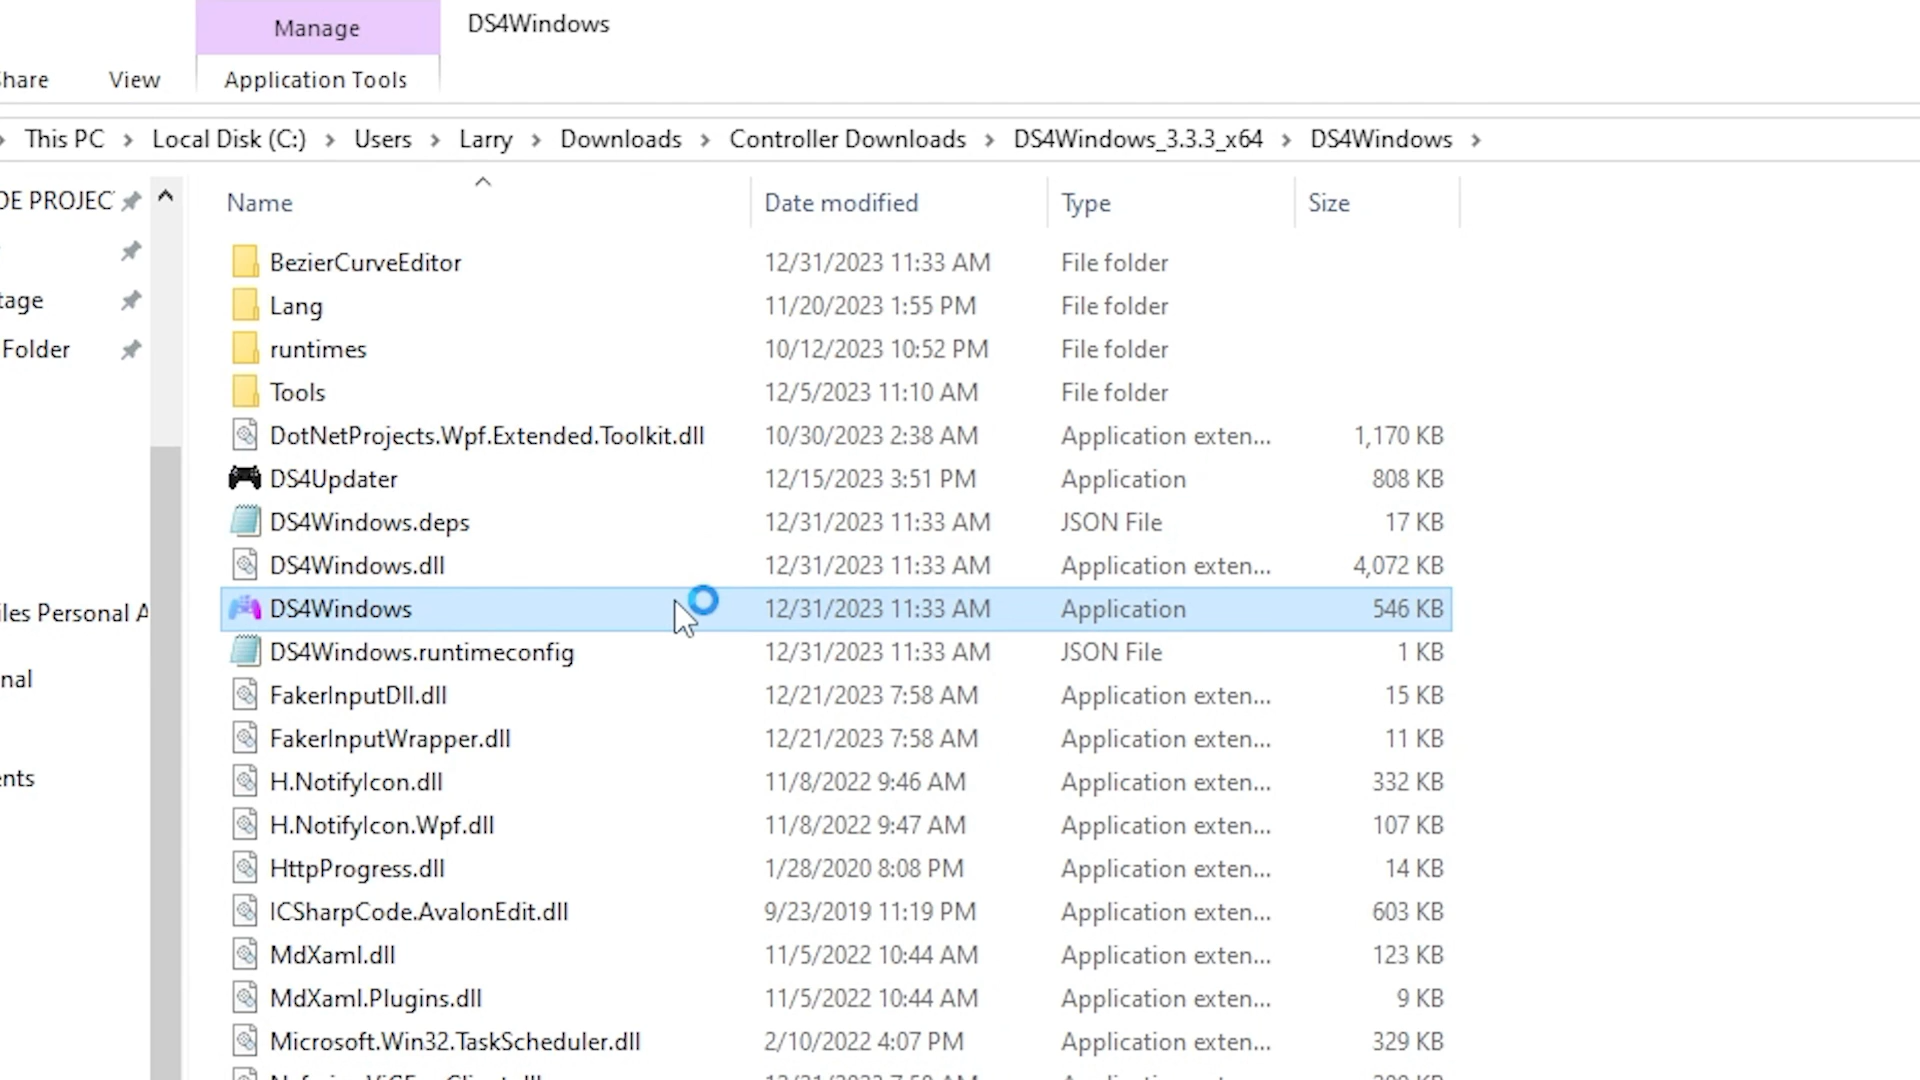 Manage
DS4Windows
Share
View
Application Tools
This PC > Local Disk (C:) > Users > Larry > Downloads > Controller Downloads > DS4Windows_3.3.3_x64 > DS4Windows >
DE PROJEC
tage
Folder
iles Personal A
nal
ents
Name Date modified Type Size
BezierCurveEditor 12/31/2023 11:33 AM File folder
Lang 11/20/2023 1:55 PM File folder
runtimes 10/12/2023 10:52 PM File folder
Tools 12/5/2023 11:10 AM File folder
DotNetProjects.Wpf.Extended.Toolkit.dll 10/30/2023 2:38 AM Application exten... 1,170 KB
DS4Updater 12/15/2023 3:51 PM Application 808 KB
DS4Windows.deps 12/31/2023 11:33 AM JSON File 17 KB
DS4Windows.dll 12/31/2023 11:33 AM Application exten... 4,072 KB
DS4Windows 12/31/2023 11:33 AM Application 546 KB
DS4Windows.runtimeconfig 12/31/2023 11:33 AM JSON File 1 KB
FakerInputDll.dll 12/21/2023 7:58 AM Application exten... 15 KB
FakerInputWrapper.dll 12/21/2023 7:58 AM Application exten... 11 KB
H.NotifyIcon.dll 11/8/2022 9:46 AM Application exten... 332 KB
H.NotifyIcon.Wpf.dll 11/8/2022 9:47 AM Application exten... 107 KB
HttpProgress.dll 1/28/2020 8:08 PM Application exten... 14 KB
ICSharpCode.AvalonEdit.dll 9/23/2019 11:19 PM Application exten... 603 KB
MdXaml.dll 11/5/2022 10:44 AM Application exten... 123 KB
MdXaml.Plugins.dll 11/5/2022 10:44 AM Application exten... 9 KB
Microsoft.Win32.TaskScheduler.dll 2/10/2022 4:07 PM Application exten... 329 KB